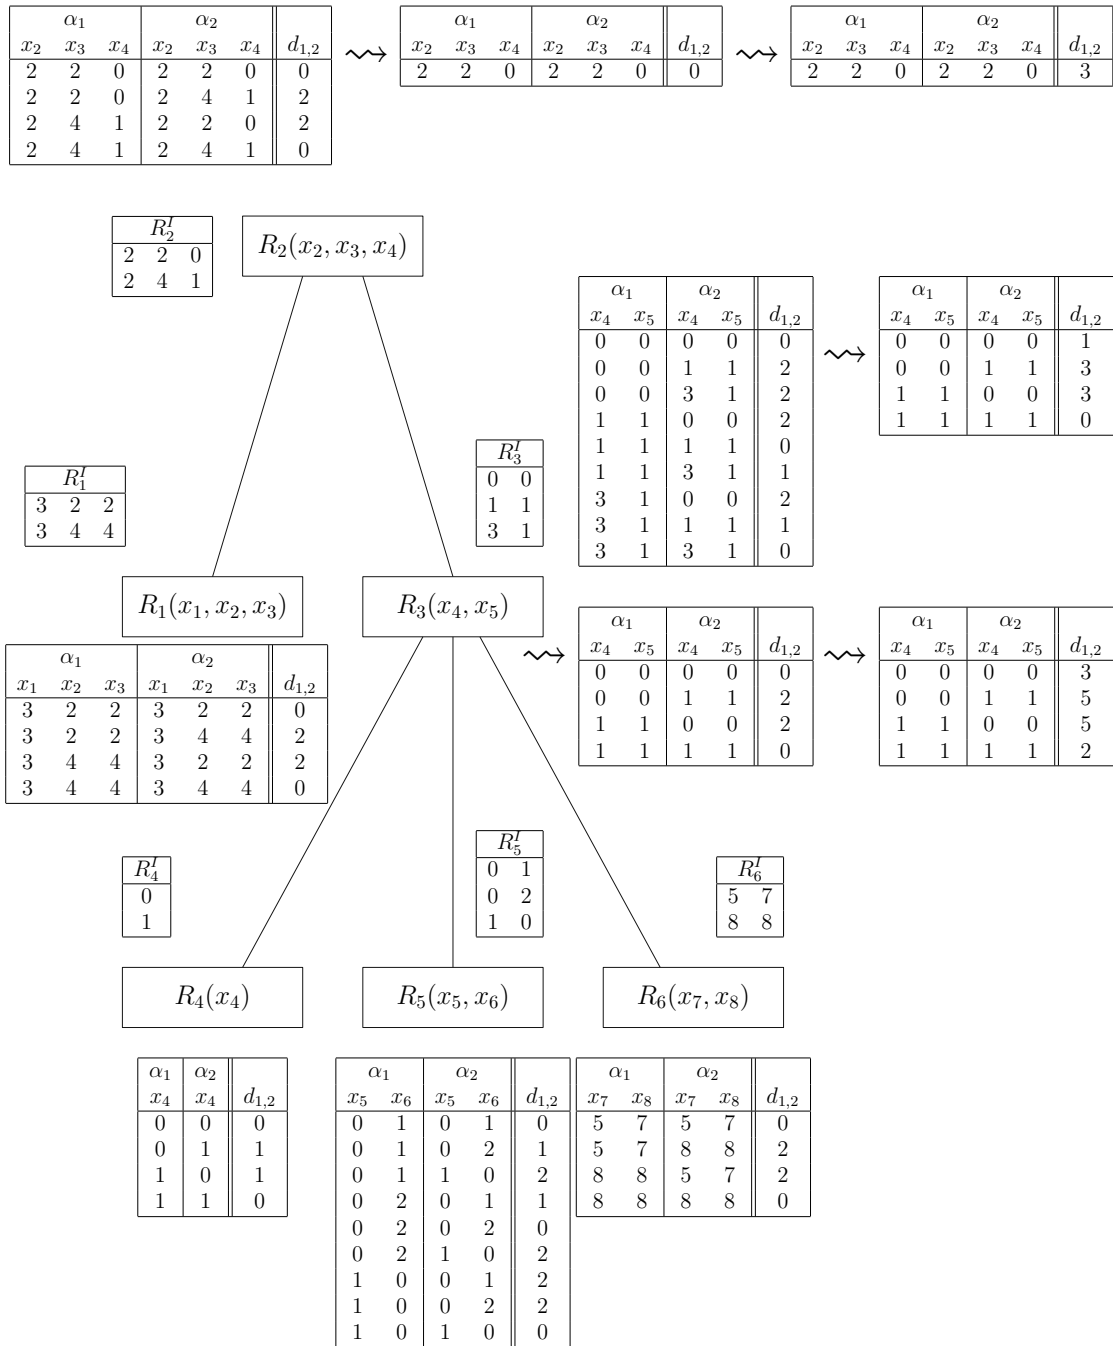 α₁ α₂
x₂ x₃ x₄ x₂ x₃ x₄ d₁,₂
2 2 0 2 2 0 0
2 2 0 2 4 1 2
2 4 1 2 2 0 2
2 4 1 2 4 1 0
⇝
α₁ α₂
x₂ x₃ x₄ x₂ x₃ x₄ d₁,₂
2 2 0 2 2 0 0
⇝
α₁ α₂
x₂ x₃ x₄ x₂ x₃ x₄ d₁,₂
2 2 0 2 2 0 3
R₂ᴵ
2 2 0
2 4 1
R₂(x₂, x₃, x₄)
α₁ α₂
x₄ x₅ x₄ x₅ d₁,₂
0 0 0 0 0
0 0 1 1 2
0 0 3 1 2
1 1 0 0 2
1 1 1 1 0
1 1 3 1 1
3 1 0 0 2
3 1 1 1 1
3 1 3 1 0
⇝
α₁ α₂
x₄ x₅ x₄ x₅ d₁,₂
0 0 0 0 1
0 0 1 1 3
1 1 0 0 3
1 1 1 1 0
R₁ᴵ
3 2 2
3 4 4
R₃ᴵ
0 0
1 1
3 1
R₁(x₁, x₂, x₃)
R₃(x₄, x₅)
α₁ α₂
x₁ x₂ x₃ x₁ x₂ x₃ d₁,₂
3 2 2 3 2 2 0
3 2 2 3 4 4 2
3 4 4 3 2 2 2
3 4 4 3 4 4 0
⇝
α₁ α₂
x₄ x₅ x₄ x₅ d₁,₂
0 0 0 0 0
0 0 1 1 2
1 1 0 0 2
1 1 1 1 0
⇝
α₁ α₂
x₄ x₅ x₄ x₅ d₁,₂
0 0 0 0 3
0 0 1 1 5
1 1 0 0 5
1 1 1 1 2
R₄ᴵ
0
1
R₅ᴵ
0 1
0 2
1 0
R₆ᴵ
5 7
8 8
R₄(x₄)
R₅(x₅, x₆)
R₆(x₇, x₈)
α₁ α₂
x₄ x₄ d₁,₂
0 0 0
0 1 1
1 0 1
1 1 0
α₁ α₂
x₅ x₆ x₅ x₆ d₁,₂
0 1 0 1 0
0 1 0 2 1
0 1 1 0 2
0 2 0 1 1
0 2 0 2 0
0 2 1 0 2
1 0 0 1 2
1 0 0 2 2
1 0 1 0 0
α₁ α₂
x₇ x₈ x₇ x₈ d₁,₂
5 7 5 7 0
5 7 8 8 2
8 8 5 7 2
8 8 8 8 0